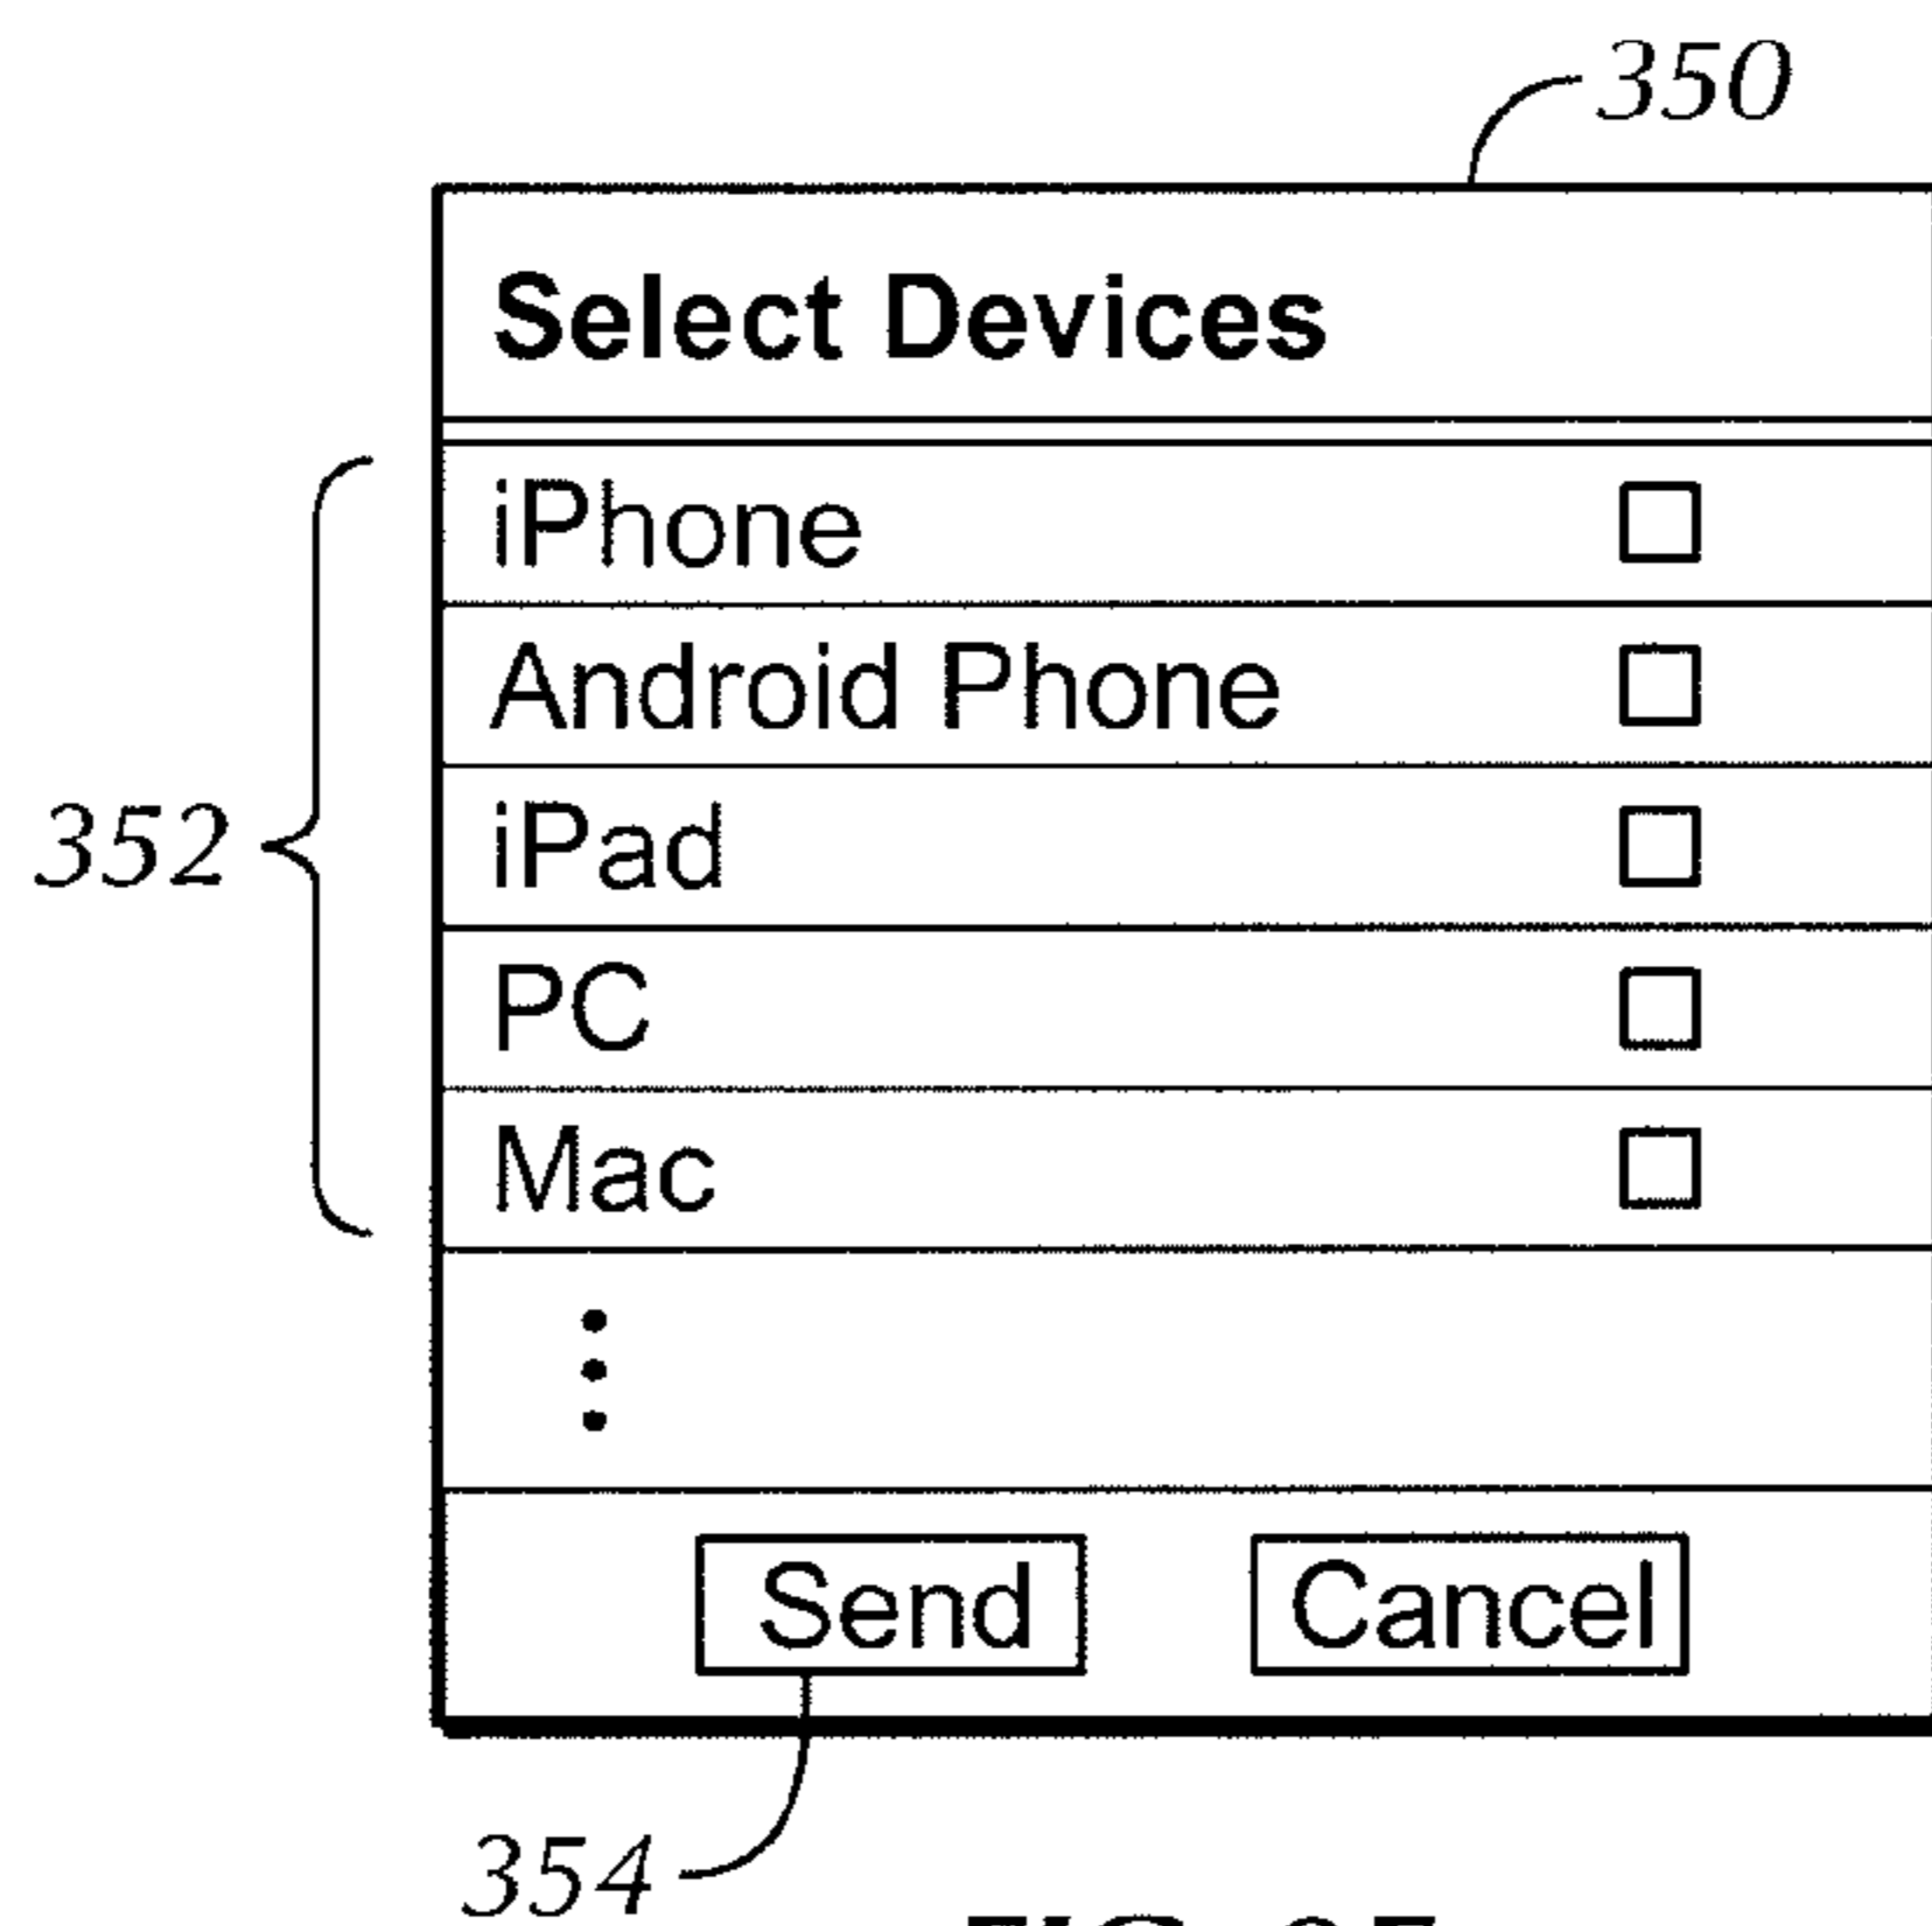 350
Select Devices
iPhone
Android Phone
352
iPad
PC
Mac
Send Cancel
354